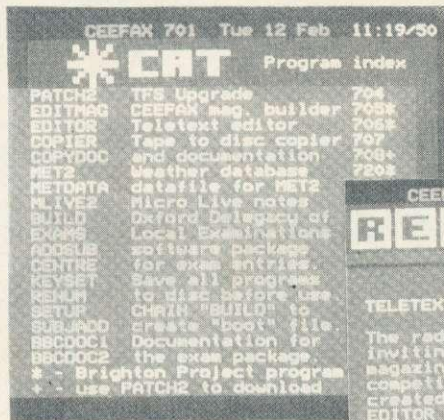 CEEFAX 701 Tue 12 Feb 11:19/50
CAT Program index
PATCH2 TFS Upgrade 704
EDITMAG CEEFAX mag. builder 705*
EDITOR Teletext editor 706*
COPIER Tape to disc copier 707
COPYDOC and documentation 708+
MET2 Weather database 720*
METDATA datafile for MET2
MLIVE2 Micro Live notes
BUILD Oxford Delegacy of
EXAMS Local Examinations
ADDSUB software package
CENTRE for exam entries.
KEYSET Save all programs
RENUM to disc before use
SETUP CHAIN "BUILD" to
SUBJADD create "boot" file.
BBCDOC1 Documentation for
BBCDOC2 the exam package.
* - Brighton Project program
+ - use PATCH2 to download
CEEF
RE
TELETEX
The rad
inviting
magazin
competi
created
EDITOR